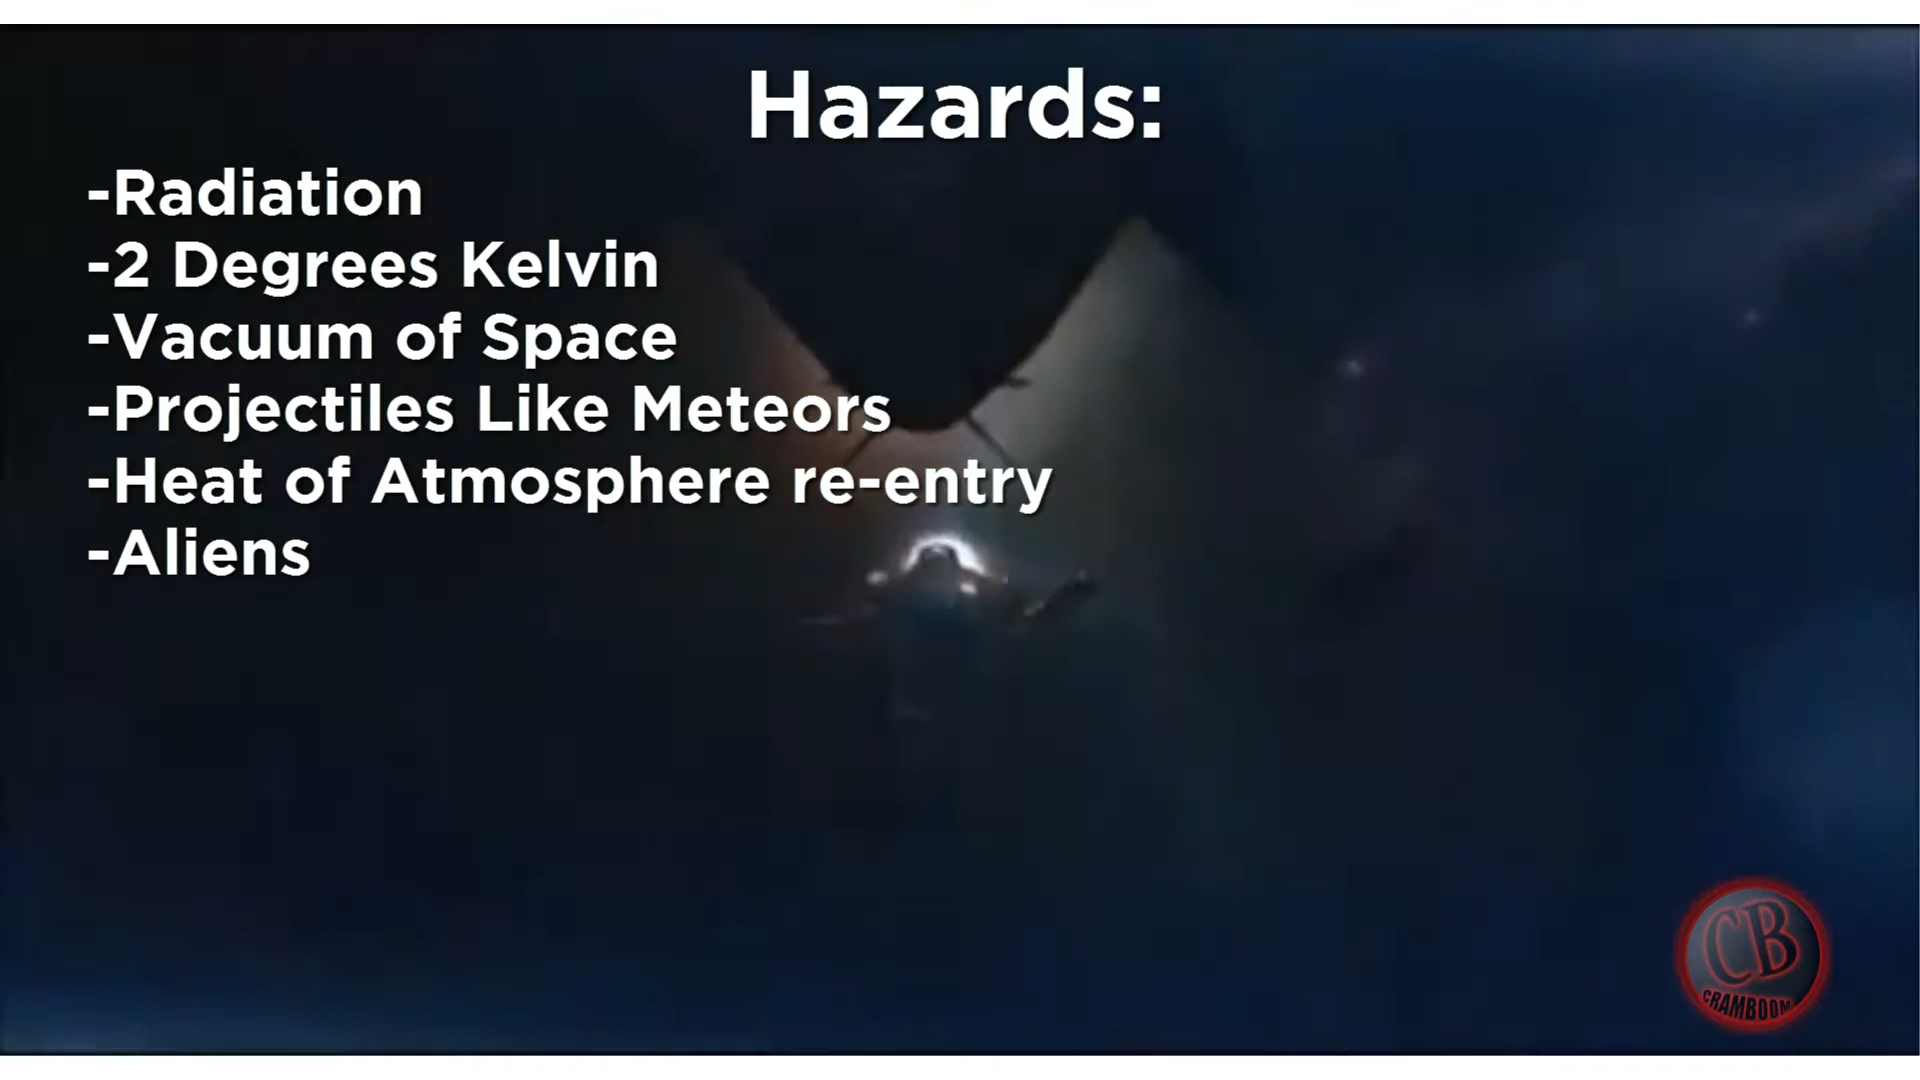 Hazards:
-Radiation
-2 Degrees Kelvin
-Vacuum of Space
-Projectiles Like Meteors
-Heat of Atmosphere re-entry
-Aliens
CB
CRAMBOOM